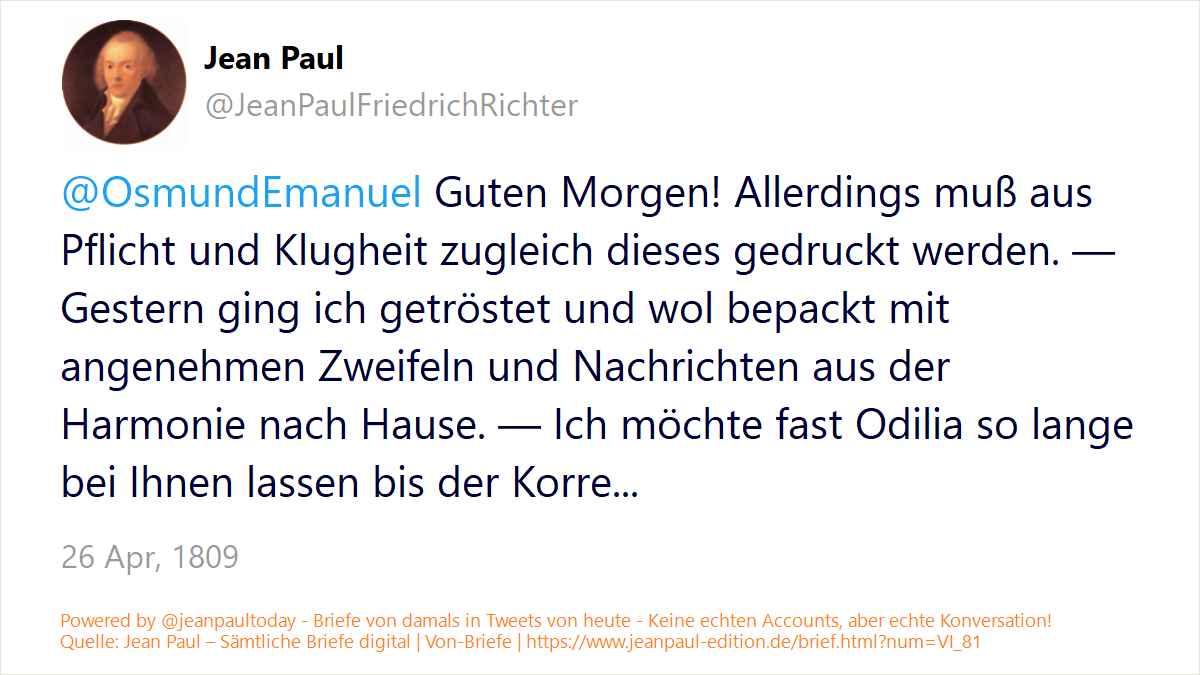 Jean Paul
@JeanPaulFriedrichRichter
@OsmundEmanuel Guten Morgen! Allerdings muß aus
Pflicht und Klugheit zugleich dieses gedruckt werden. —
Gestern ging ich getröstet und wol bepackt mit
angenehmen Zweifeln und Nachrichten aus der
Harmonie nach Hause. — Ich möchte fast Odilia so lange
bei Ihnen lassen bis der Korre...
26 Apr, 1809
Powered by @jeanpaultoday - Briefe von damals in Tweets von heute - Keine echten Accounts, aber echte Konversation!
Quelle: Jean Paul – Sämtliche Briefe digital | Von-Briefe | https://www.jeanpaul-edition.de/brief.html?num=VI_81